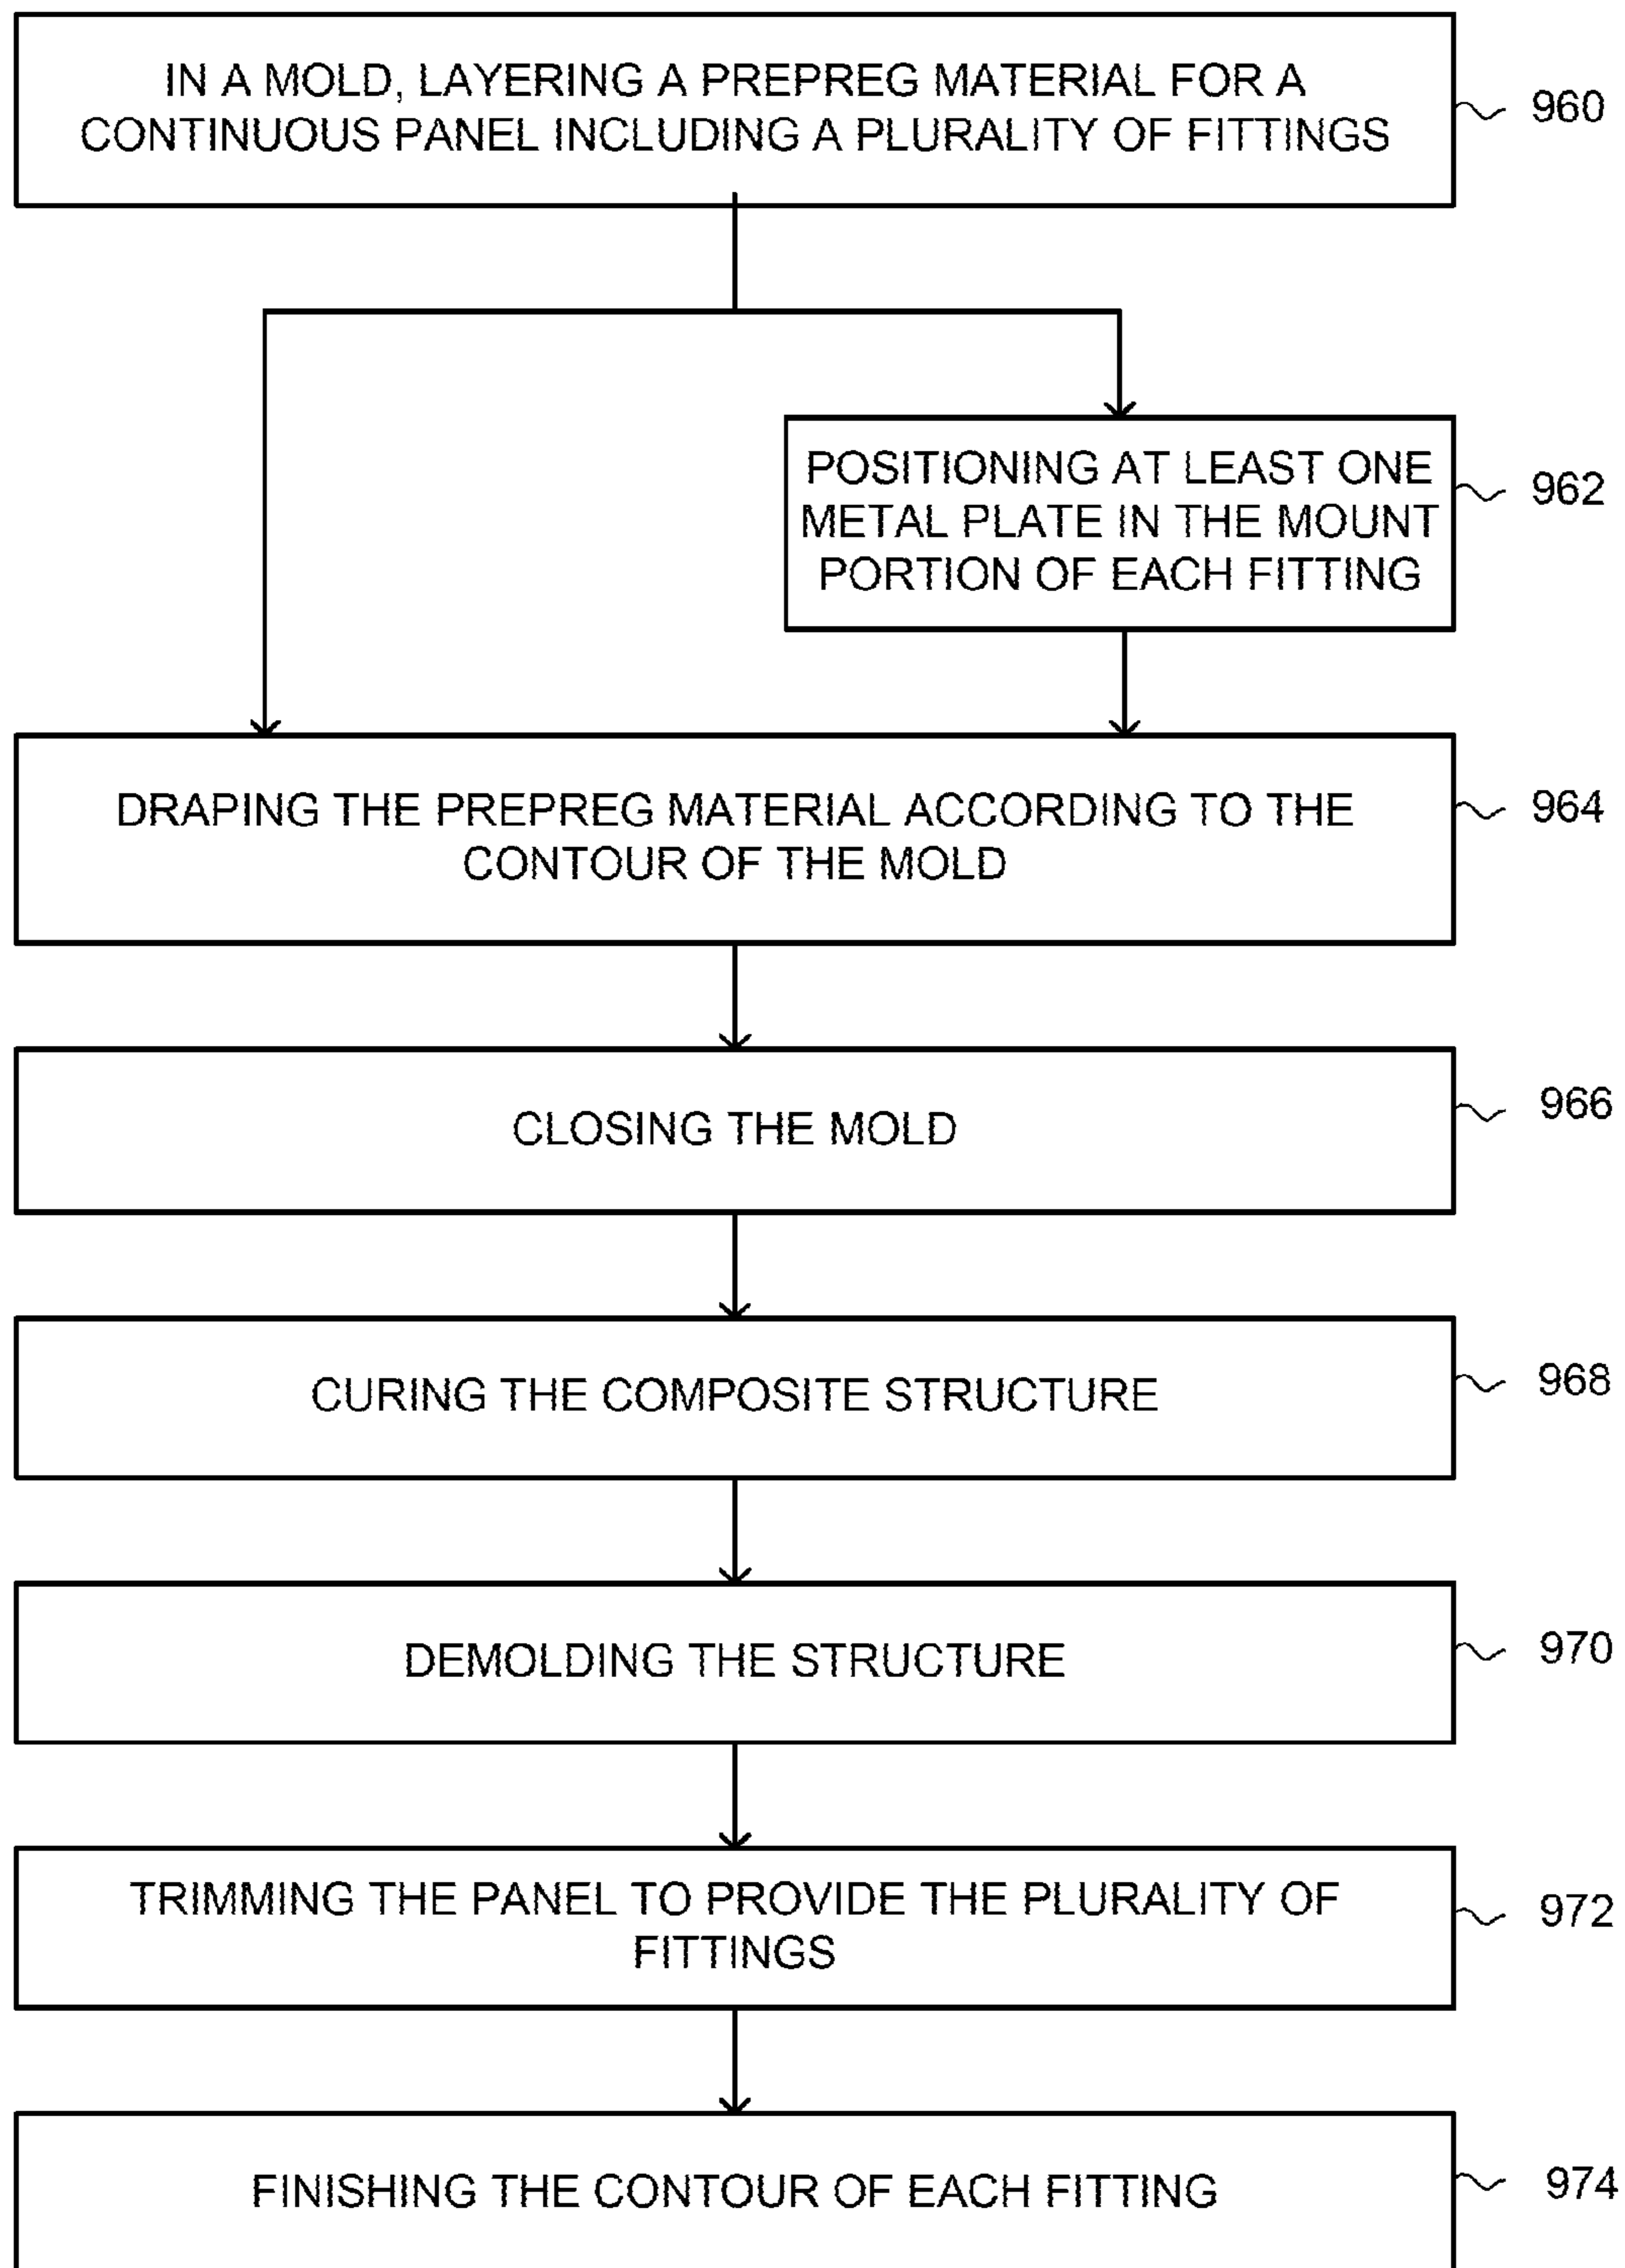 IN A MOLD, LAYERING A PREPREG MATERIAL FOR A
CONTINUOUS PANEL INCLUDING A PLURALITY OF FITTINGS
960
POSITIONING AT LEAST ONE
METAL PLATE IN THE MOUNT
PORTION OF EACH FITTING
962
DRAPING THE PREPREG MATERIAL ACCORDING TO THE
CONTOUR OF THE MOLD
964
CLOSING THE MOLD
966
CURING THE COMPOSITE STRUCTURE
968
DEMOLDING THE STRUCTURE
970
TRIMMING THE PANEL TO PROVIDE THE PLURALITY OF
FITTINGS
972
FINISHING THE CONTOUR OF EACH FITTING
974